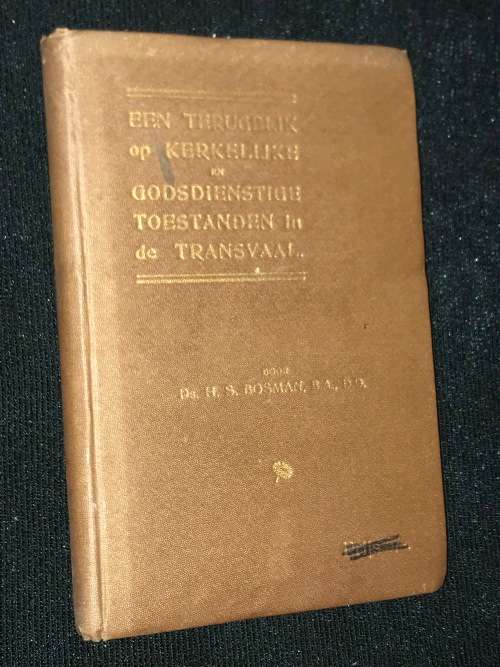 EEN TERUGBLIK
op KERKELIJKE
EN
GODSDIENSTIGE
TOESTANDEN in
de TRANSVAAL.
DOOR
Ds. H. S. BOSMAN, B.A., D.D.